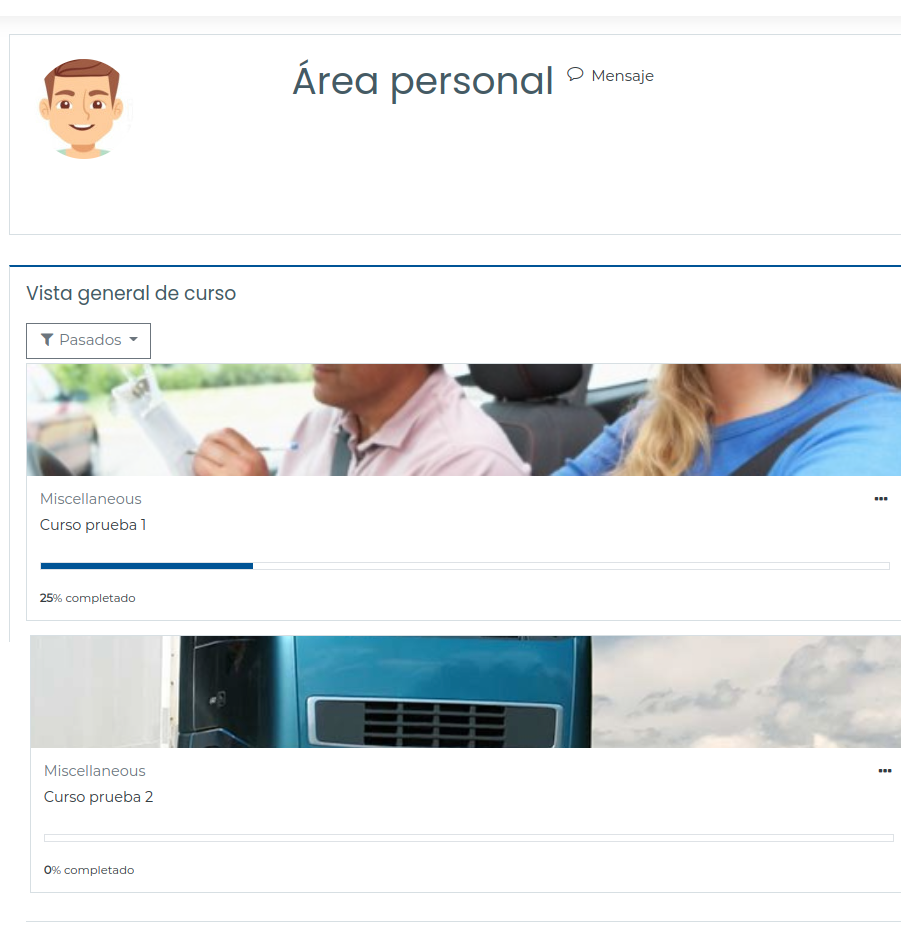 Área personal
Mensaje
Vista general de curso
Pasados
Miscellaneous
Curso prueba 1
25% completado
Miscellaneous
Curso prueba 2
0% completado